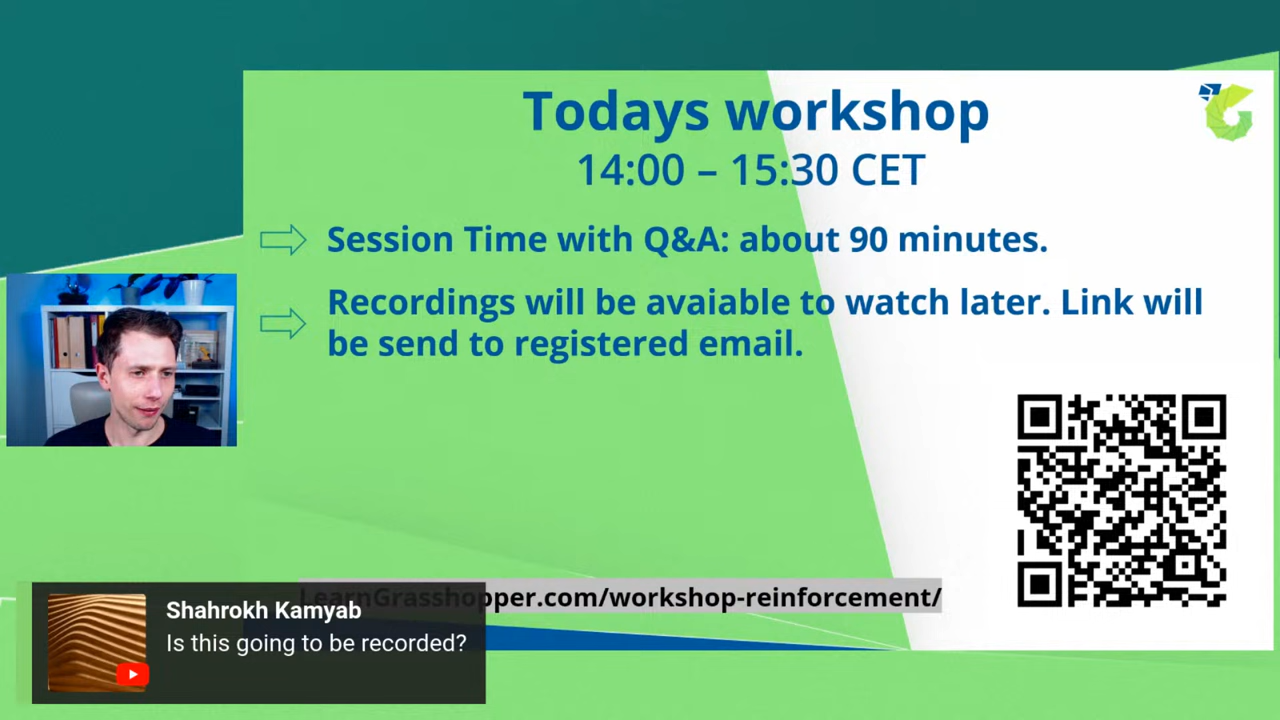 Todays workshop
14:00 – 15:30 CET
Session Time with Q&A: about 90 minutes.
Recordings will be avaiable to watch later. Link will
be send to registered email.
LearnGrasshopper.com/workshop-reinforcement/
Shahrokh Kamyab
Is this going to be recorded?